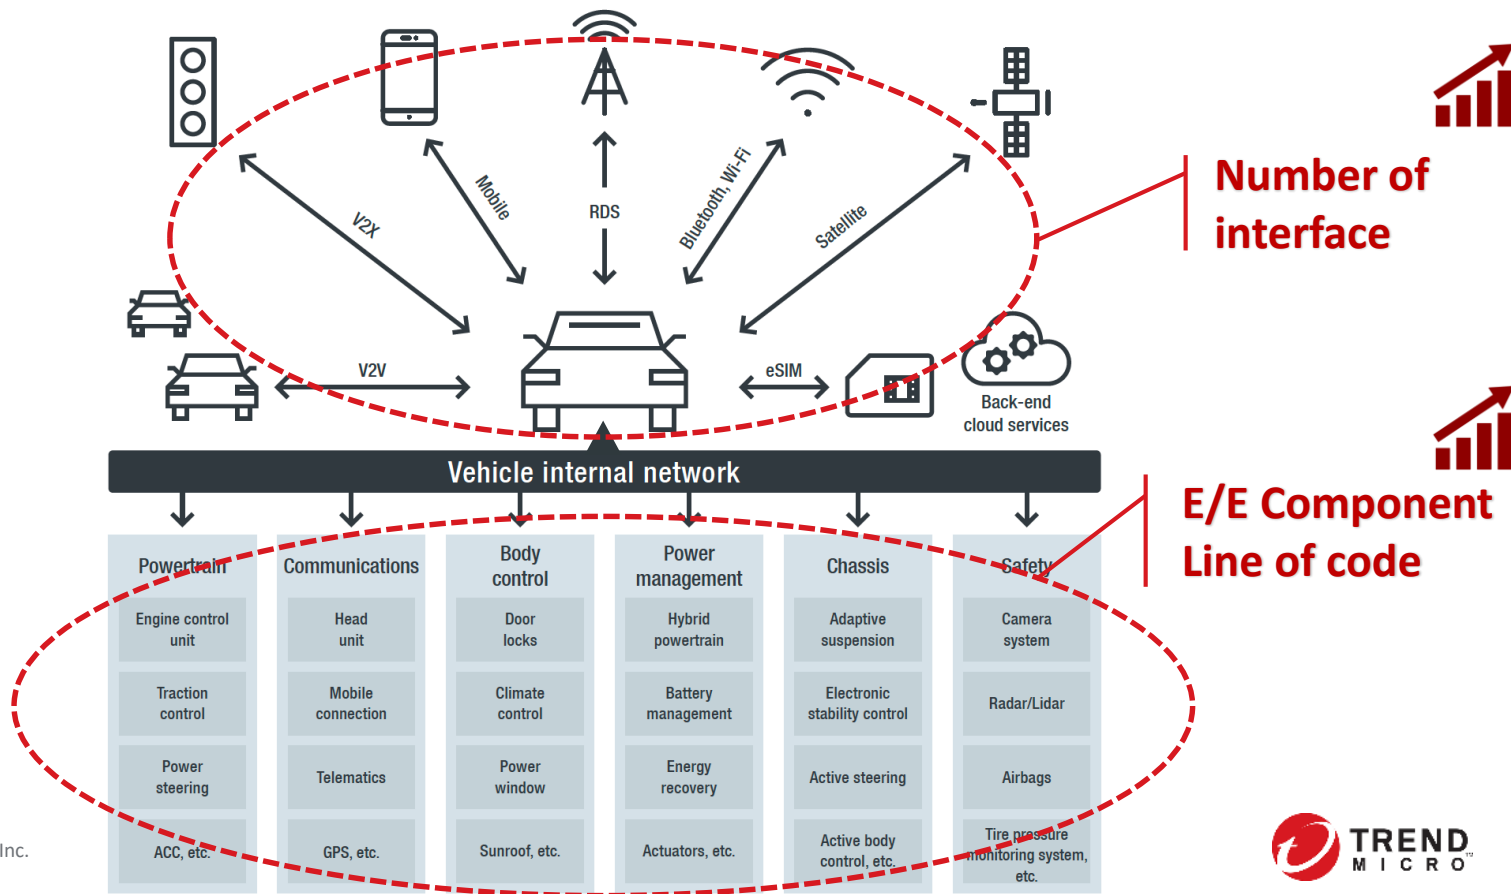 Mobile
RDS
Bluetooth, Wi-Fi
V2X
Satellite
Number of
interface
V2V
eSIM
Back-end
cloud services
Vehicle internal network
E/E Component
Line of code
Powertrain
Engine control
unit
Traction
control
Power
steering
ACC, etc.
Communications
Head
unit
Mobile
connection
Telematics
GPS, etc.
Body
control
Door
locks
Climate
control
Power
window
Sunroof, etc.
Power
management
Hybrid
powertrain
Battery
management
Energy
recovery
Actuators, etc.
Chassis
Adaptive
suspension
Electronic
stability control
Active steering
Active body
control, etc.
Safety
Camera
system
Radar/Lidar
Airbags
Tire pressure
monitoring system,
etc.
Inc.
TREND
MICRO™